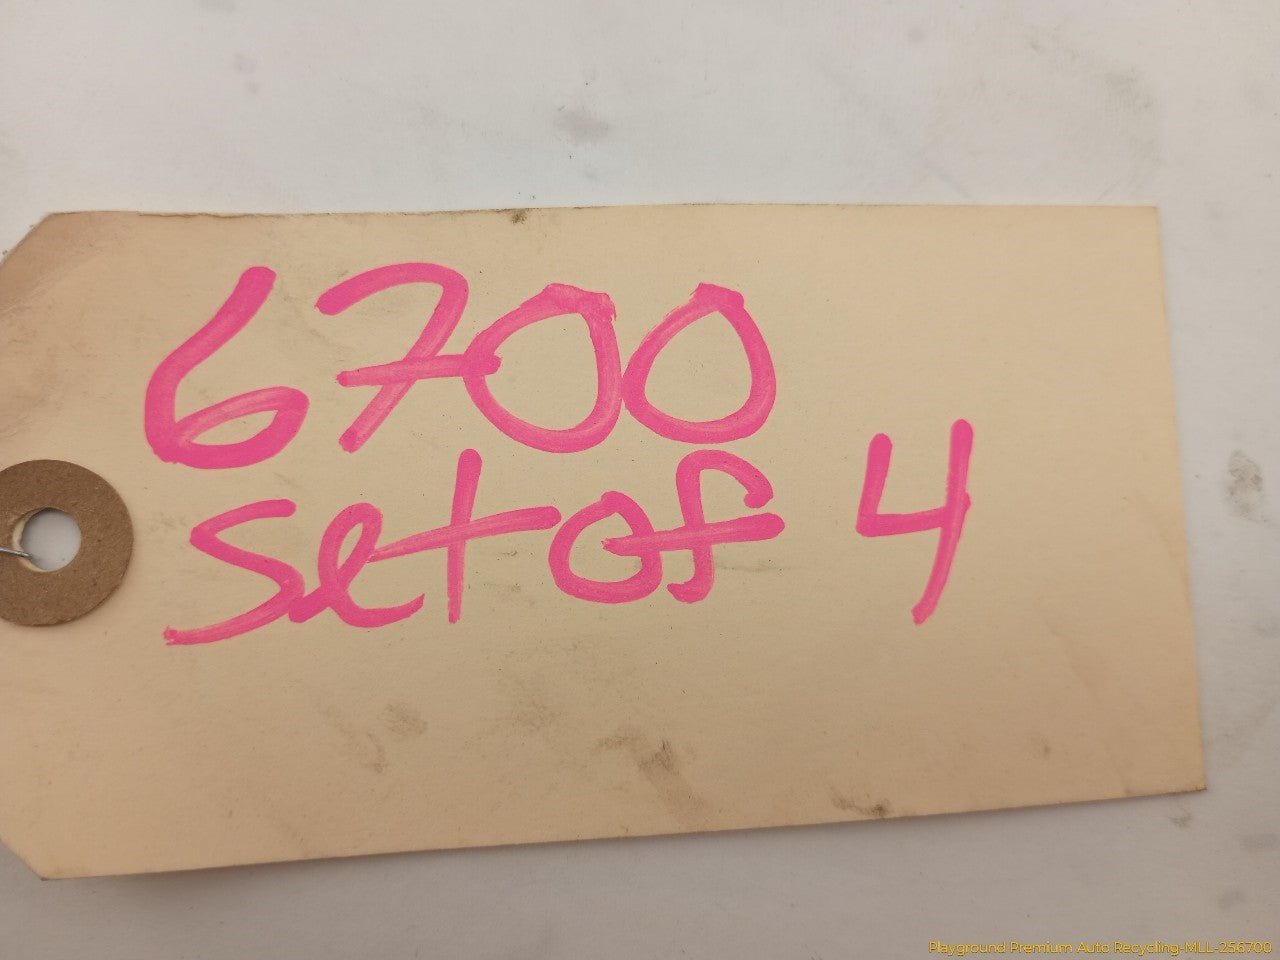 6700
Set of 4
Playground Premium Auto Recycling-MLL-256700